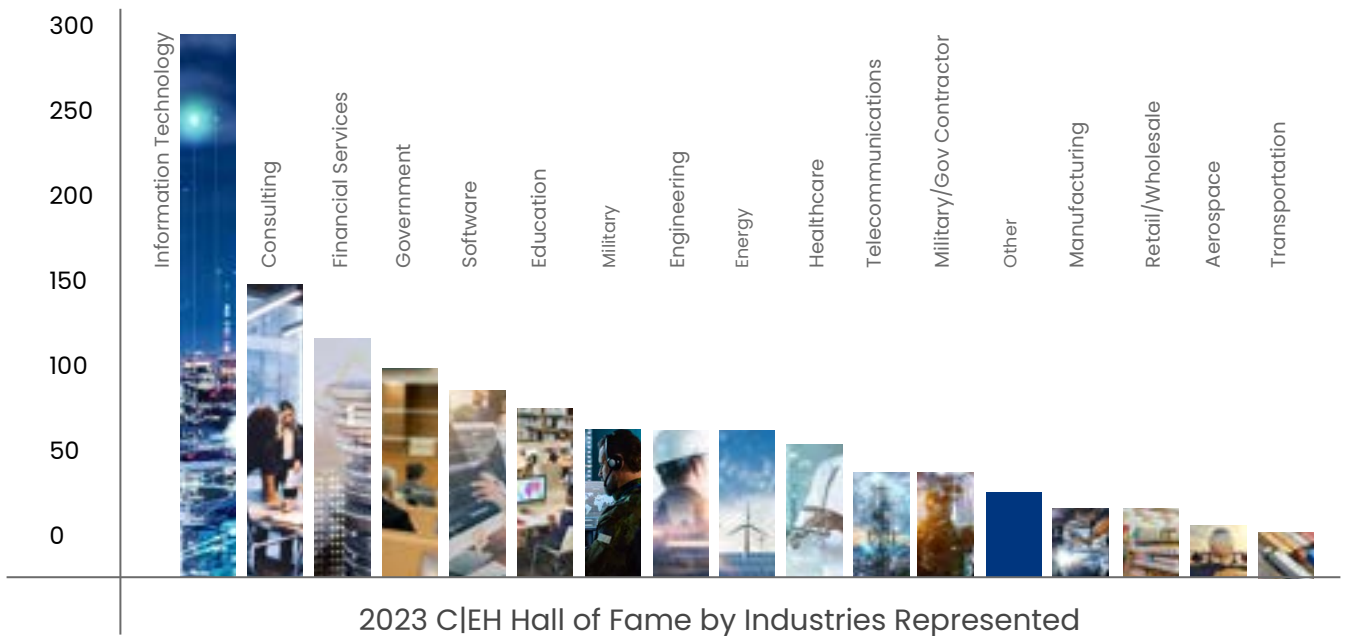 300
250
200
150
100
50
0
Information Technology
Consulting
Financial Services
Government
Software
Education
Military
Engineering
Energy
Healthcare
Telecommunications
Military/Gov Contractor
Other
Manufacturing
Retail/Wholesale
Aerospace
Transportation
2023 C|EH Hall of Fame by Industries Represented